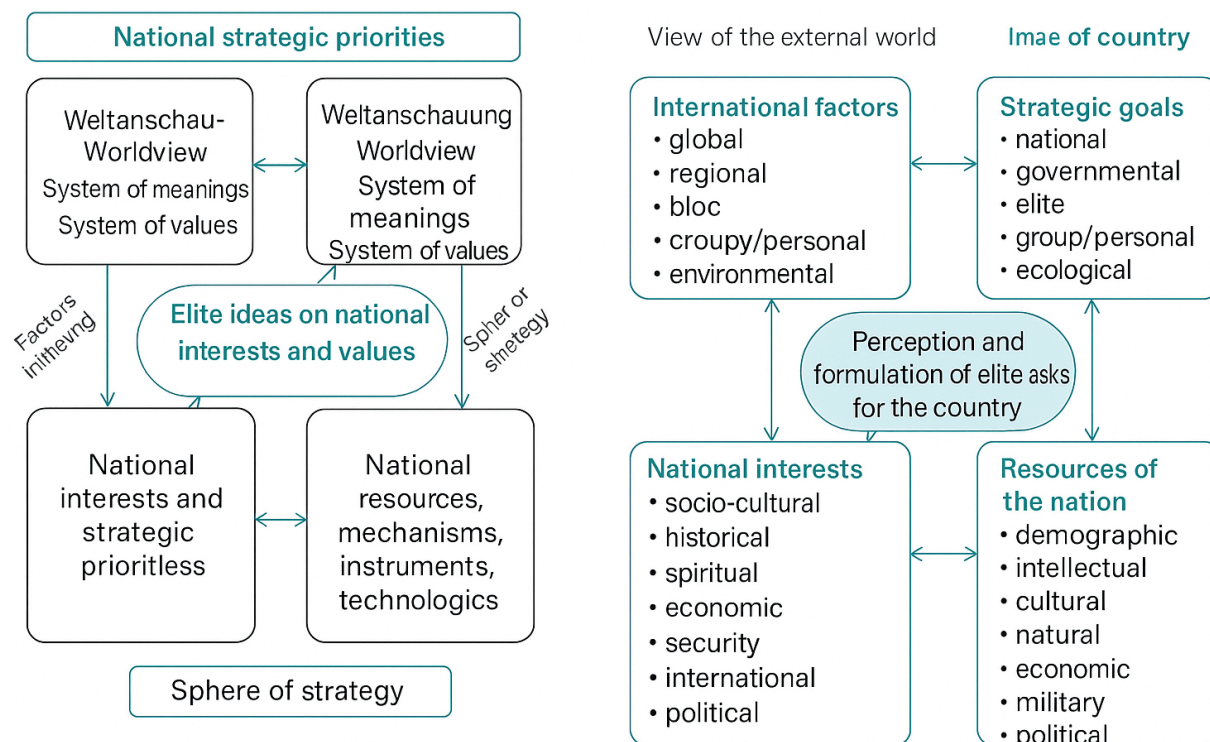 National strategic priorities
Weltanschau-
Worldview
System of meanings
System of values
Weltanschauung
Worldview
System of
meanings
System of values
Factors
inithevng
Elite ideas on national
interests and values
Spher or
smetegy
National
interests and
strategic
prioritless
National
resources,
mechanisms,
instruments,
technologics
Sphere of strategy
View of the external world
Imae of country
International factors
• global
• regional
• bloc
• croupy/personal
• environmental
Strategic goals
• national
• governmental
• elite
• group/personal
• ecological
Perception and
formulation of elite asks
for the country
National interests
• socio-cultural
• historical
• spiritual
• economic
• security
• international
• political
Resources of
the nation
• demographic
• intellectual
• cultural
• natural
• economic
• military
• political